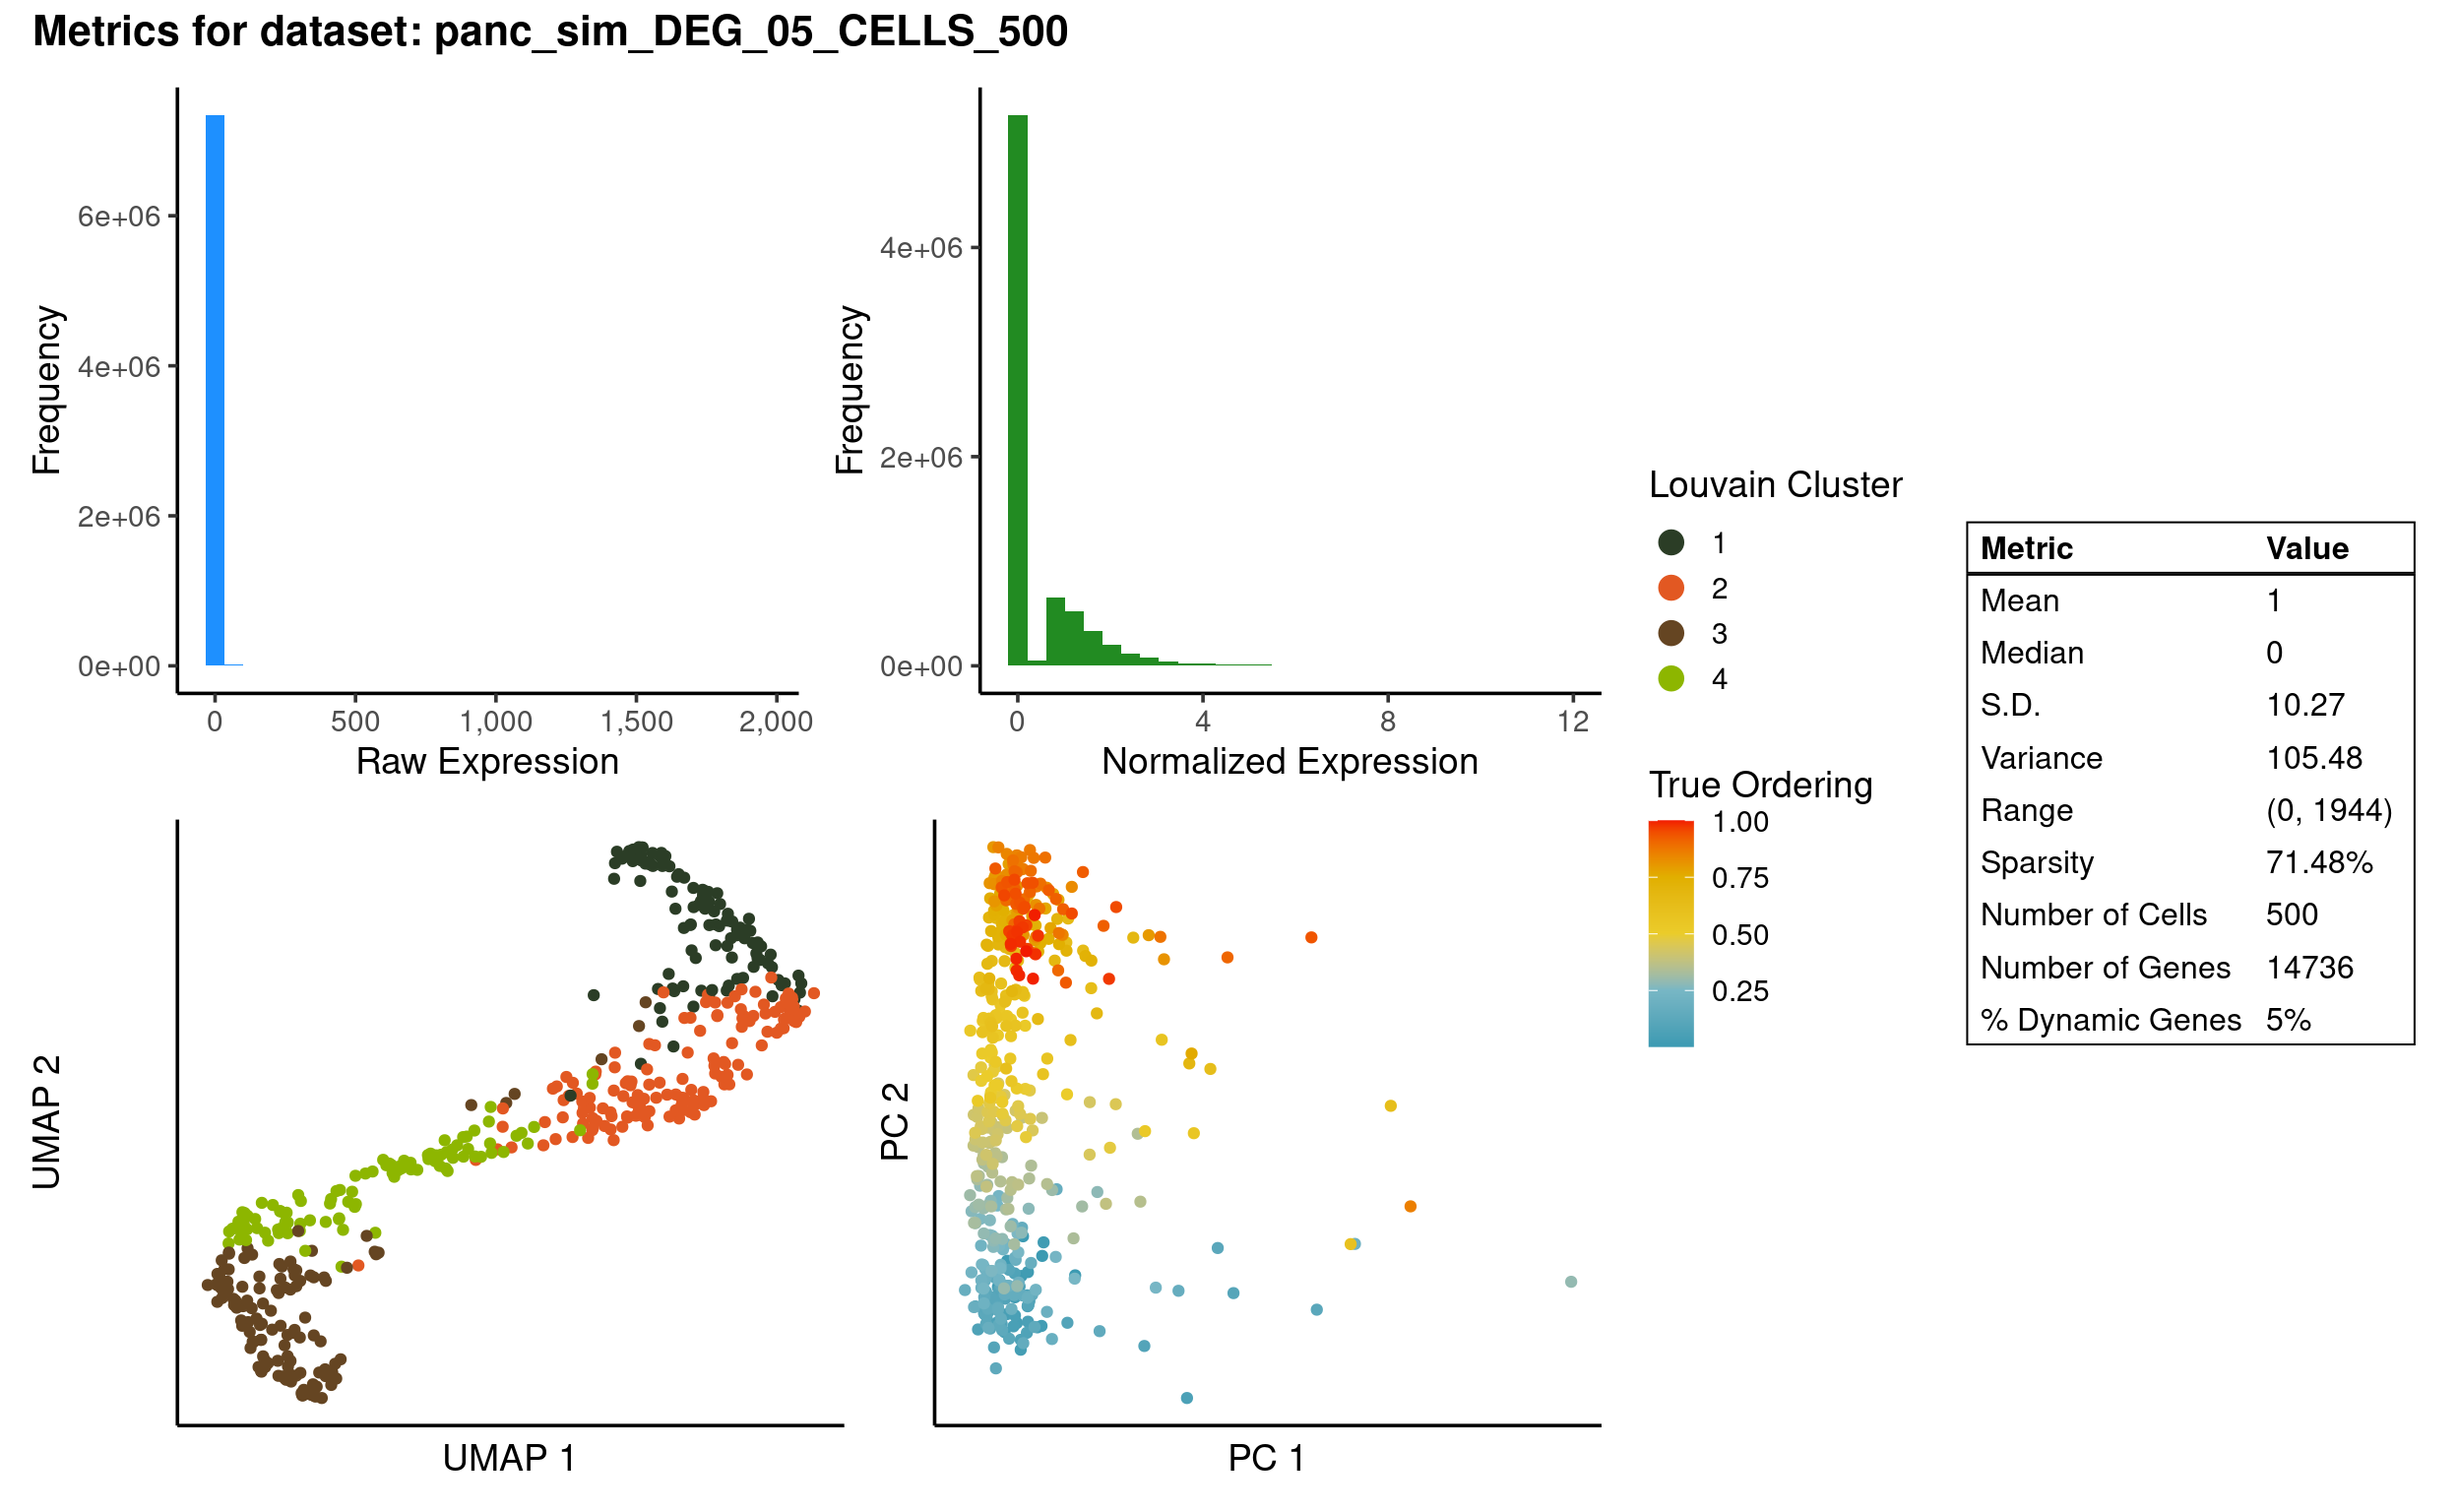 Metrics for dataset: panc_sim_DEG_05_CELLS_500
Frequency
6e+06
4e+06
2e+06
0e+00
0
500
1,000
1,500
2,000
Raw Expression
Frequency
4e+06
2e+06
0e+00
0
4
8
12
Normalized Expression
UMAP 2
UMAP 1
PC 2
PC 1
Louvain Cluster
1
2
3
4
True Ordering
1.00
0.75
0.50
0.25
Metric Value
Mean 1
Median 0
S.D. 10.27
Variance 105.48
Range (0, 1944)
Sparsity 71.48%
Number of Cells 500
Number of Genes 14736
% Dynamic Genes 5%